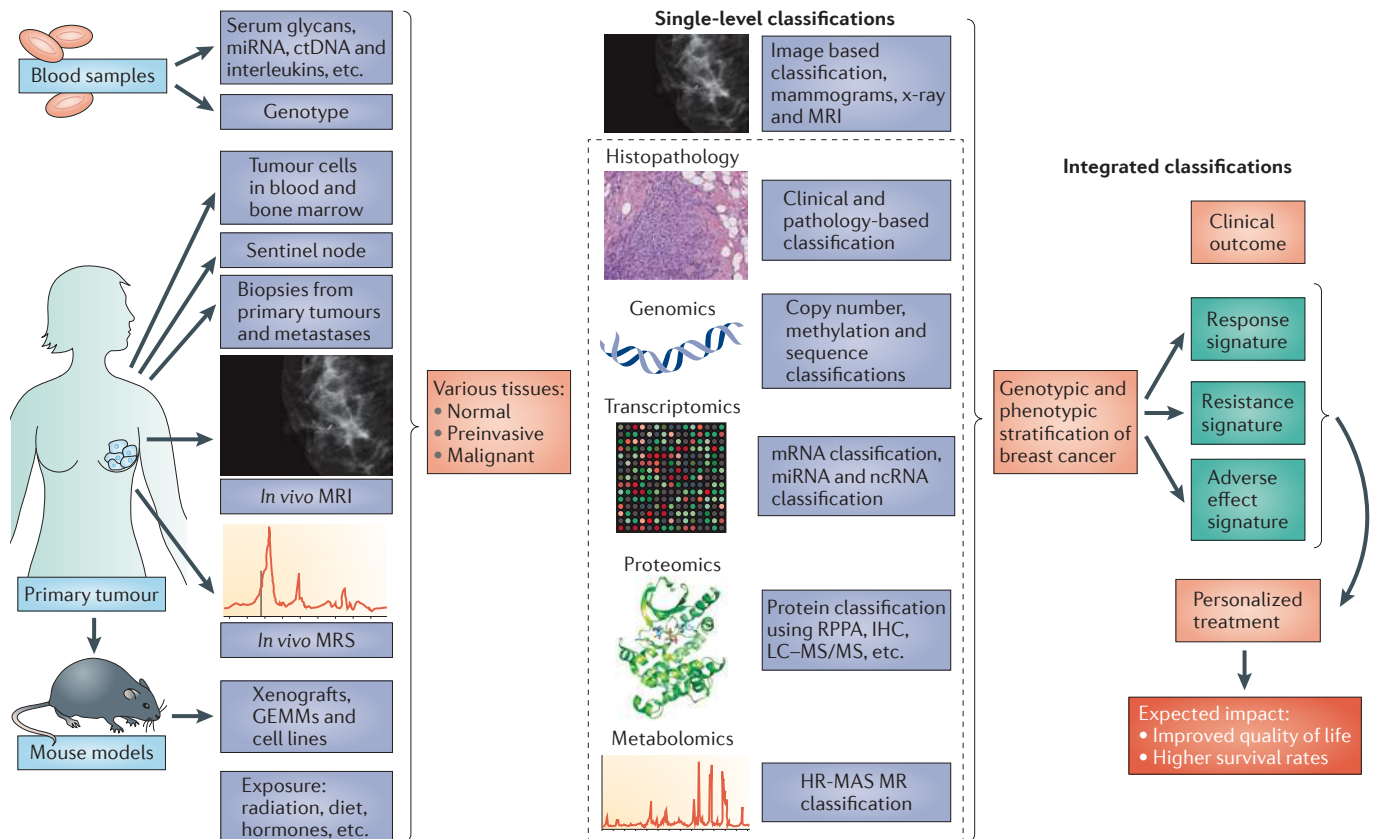 Serum glycans,
miRNA, ctDNA and
interleukins, etc.
Blood samples
Genotype
Tumour cells
in blood and
bone marrow
Sentinel node
Biopsies from
primary tumours
and metastases
In vivo MRI
In vivo MRS
Primary tumour
Xenografts,
GEMMs and
cell lines
Mouse models
Exposure:
radiation, diet,
hormones, etc.
Various tissues:
• Normal
• Preinvasive
• Malignant
Single-level classifications
Image based
classification,
mammograms, x-ray
and MRI
Histopathology
Clinical and
pathology-based
classification
Genomics
Copy number,
methylation and
sequence
classifications
Transcriptomics
mRNA classification,
miRNA and ncRNA
classification
Proteomics
Protein classification
using RPPA, IHC,
LC–MS/MS, etc.
Metabolomics
HR-MAS MR
classification
Integrated classifications
Clinical
outcome
Genotypic and
phenotypic
stratification of
breast cancer
Response
signature
Resistance
signature
Adverse
effect
signature
Personalized
treatment
Expected impact:
• Improved quality of life
• Higher survival rates